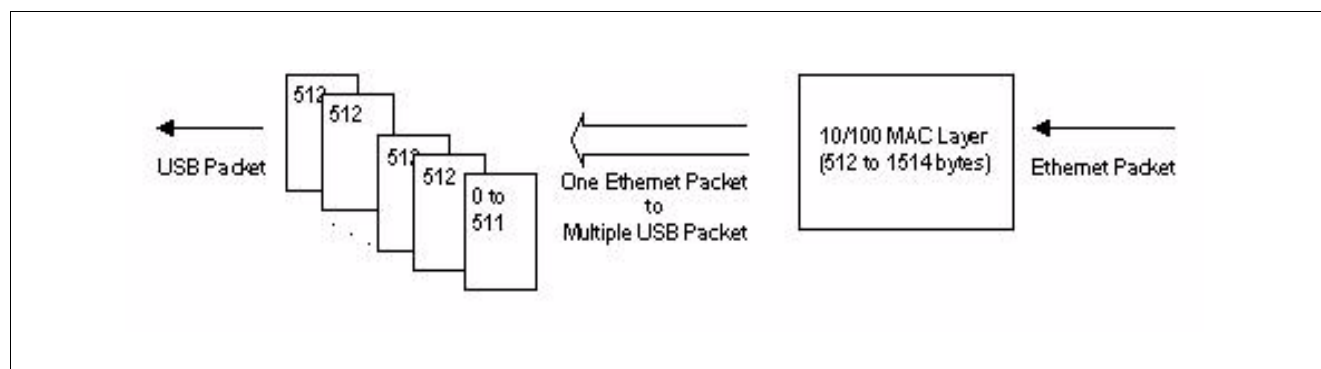 512
512
512
512
0 to
511
USB Packet
One Ethernet Packet
to
Multiple USB Packet
10/100 MAC Layer
(512 to 1514 bytes)
Ethernet Packet